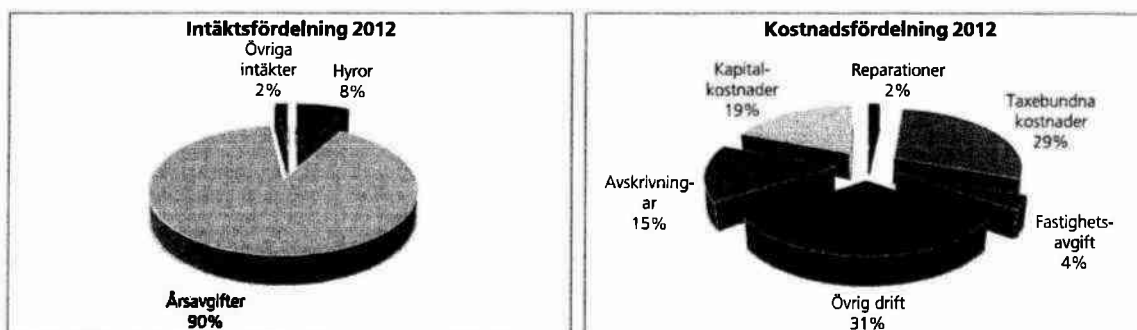 Intäktsfördelning 2012
Övriga
intäkter
2%
Hyror
8%
Årsavgifter
90%
Kostnadsfördelning 2012
Kapital-
kostnader
19%
Reparationer
2%
Taxebundna
kostnader
29%
Avskrivning-
ar
15%
Fastighets-
avgift
4%
Övrig drift
31%